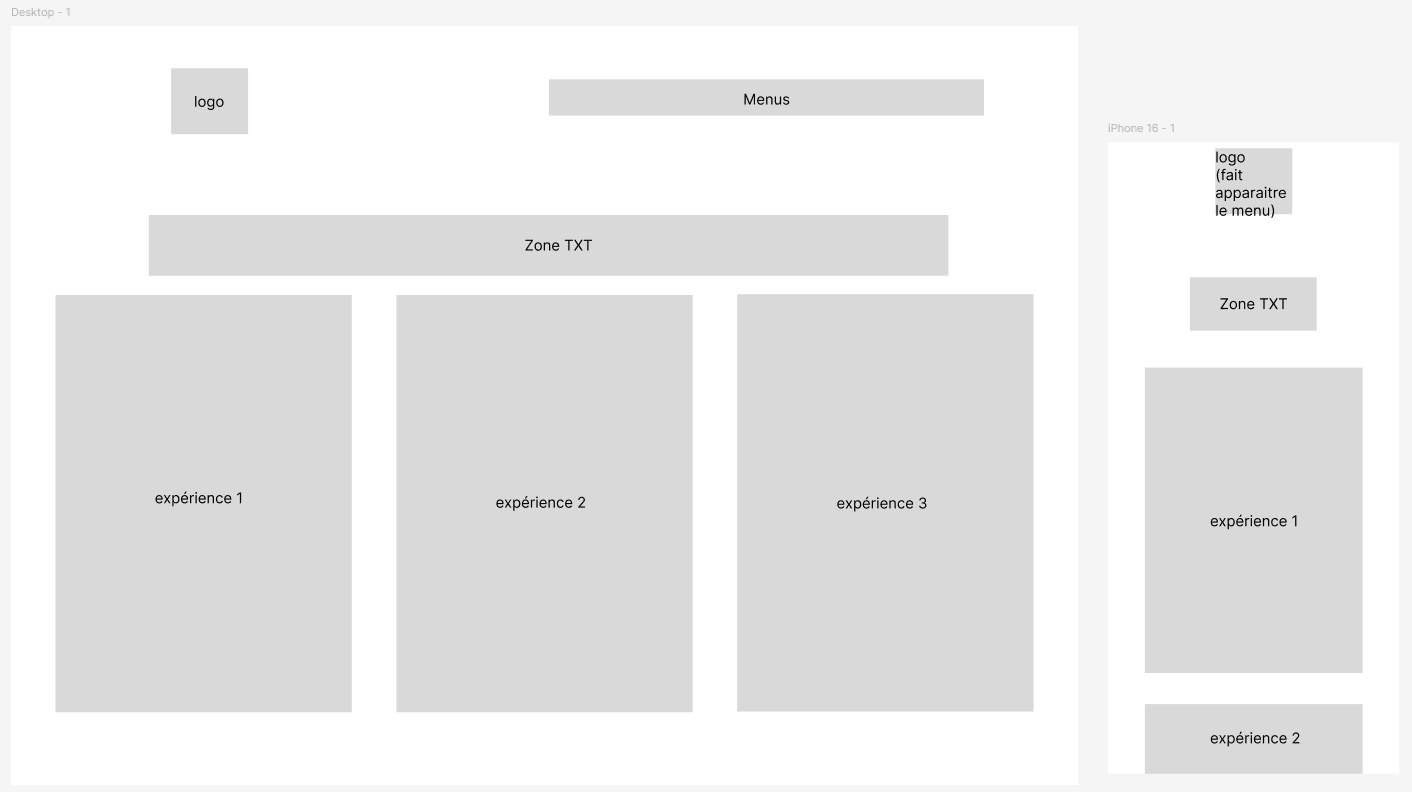 Desktop - 1
logo
Menus
Zone TXT
expérience 1
expérience 2
expérience 3
iPhone 16 - 1
logo
(fait
apparaitre
le menu)
Zone TXT
expérience 1
expérience 2